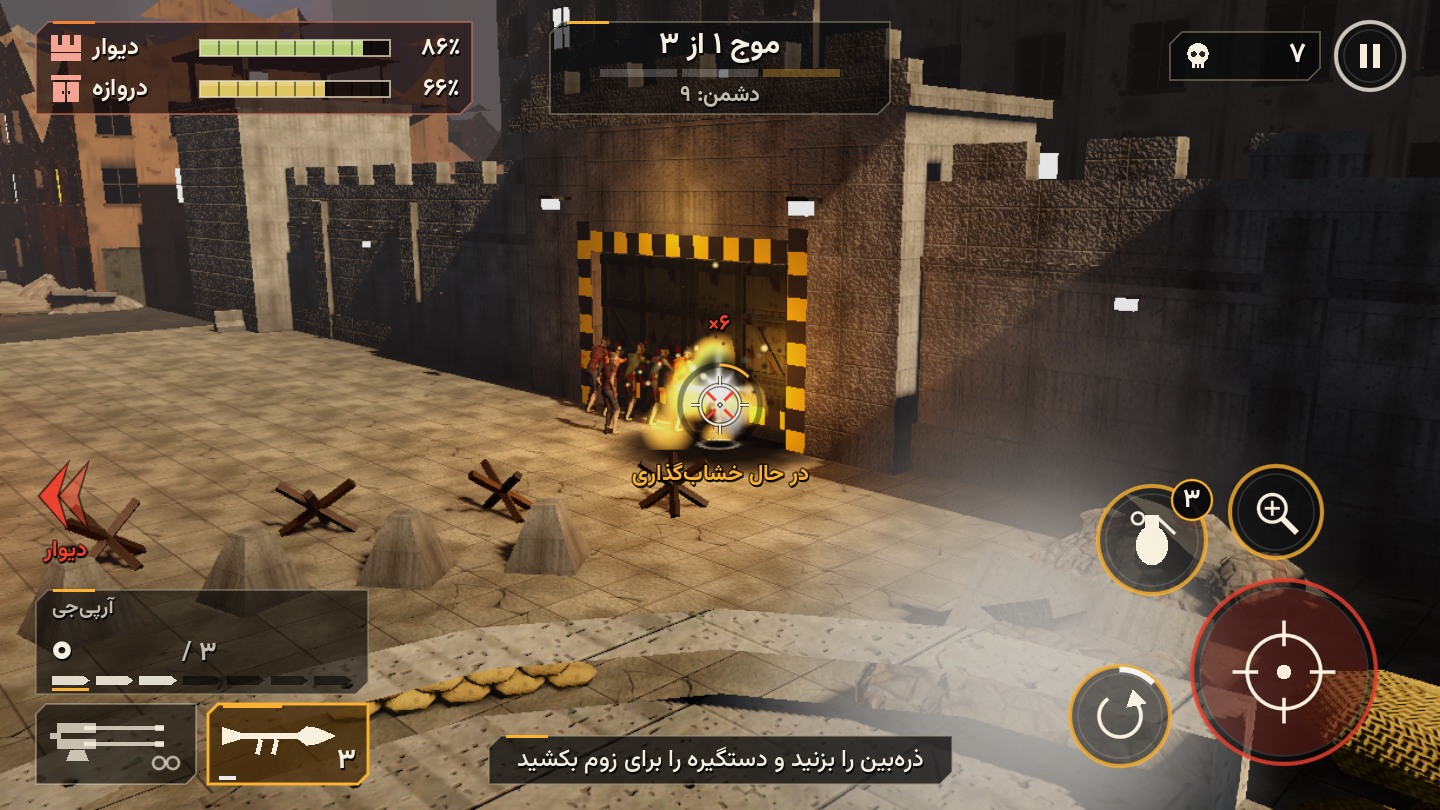 دیوار ۸۶٪
دروازه ۶۶٪
موج ۱ از ۳
دشمن: ۹
۷
×۶
در حال خشاب‌گذاری
دیوار
۳
آرپی‌جی
۰ / ۳
∞
۳
ذره‌بین را بزنید و دستگیره را برای زوم بکشید